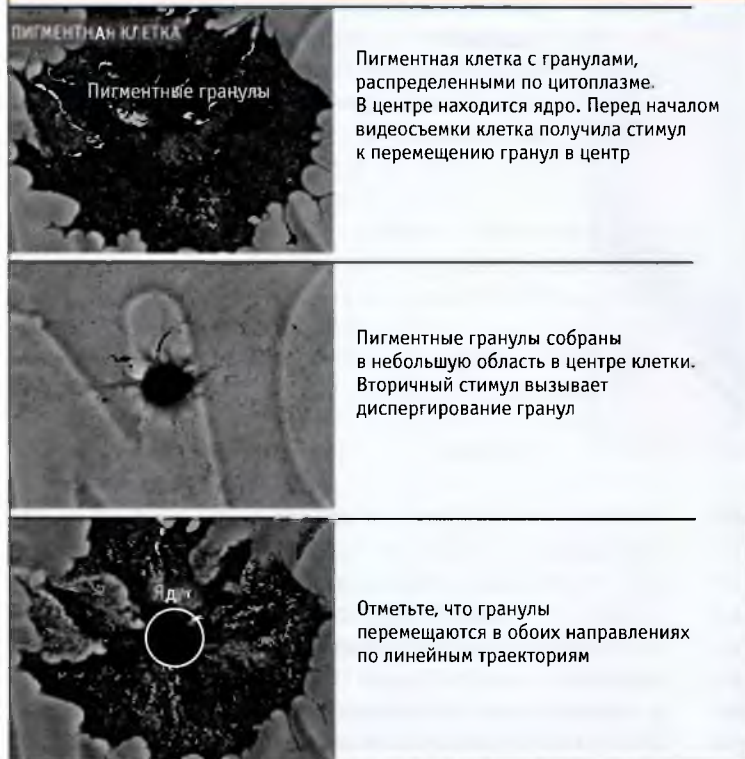 ПИГМЕНТНАЯ КЛЕТКА
Пигментные гранулы
Пигментная клетка с гранулами,
распределенными по цитоплазме.
В центре находится ядро. Перед началом
видеосъемки клетка получила стимул
к перемещению гранул в центр
Пигментные гранулы собраны
в небольшую область в центре клетки.
Вторичный стимул вызывает
диспергирование гранул
Отметьте, что гранулы
перемещаются в обоих направлениях
по линейным траекториям